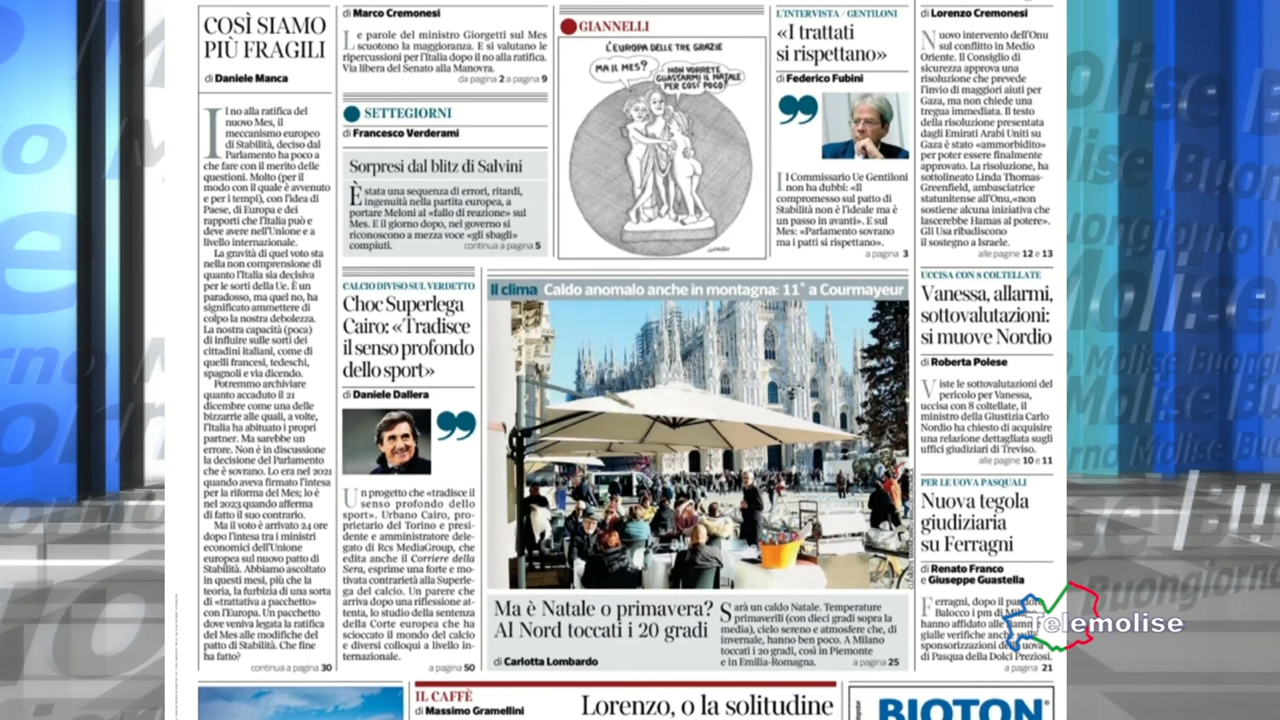 COSÌ SIAMO
PIÙ FRAGILI
di Daniele Manca
Il no alla ratifica del
nuovo Mes, il
meccanismo europeo
di Stabilità, deciso dal
Parlamento ha poco a
che fare con il merito delle
questioni. Molto (per il
modo con il quale è avvenuto
e per i tempi), con l'idea di
Paese, di Europa e dei
rapporti che l'Italia può e
deve avere nell'Unione e a
livello internazionale.
La gravità di quel voto sta
nella non comprensione di
quanto l'Italia sia decisiva
per le sorti della Ue. È un
paradosso, ma quel no, ha
significato ammettere di
colpo la nostra debolezza.
La nostra capacità (poca)
di influire sulle sorti dei
cittadini italiani, come di
quelli francesi, tedeschi,
spagnoli e via dicendo.
Potremmo archiviare
quanto accaduto il 21
dicembre come una delle
bizzarrie alle quali, a volte,
l'Italia ha abituato i propri
partner. Ma sarebbe un
errore. Non è in discussione
la decisione del Parlamento
che è sovrano. Lo era nel 2021
quando aveva firmato l'intesa
per la riforma del Mes; lo è
nel 2023 quando afferma
di fatto il suo contrario.
Ma il voto è arrivato 24 ore
dopo l'intesa tra i ministri
economici dell'Unione
europea sul nuovo patto di
Stabilità. Abbiamo ascoltato
in questi mesi, più che la
teoria, la furbizia di una sorta
di «trattativa a pacchetto»
con l'Europa. Un pacchetto
dove veniva legata la ratifica
del Mes alle modifiche del
patto di Stabilità. Che fine
ha fatto?
continua a pagina 30
di Marco Cremonesi
Le parole del ministro Giorgetti sul Mes
scuotono la maggioranza. E si valutano le
ripercussioni per l'Italia dopo il no alla ratifica.
Via libera del Senato alla Manovra.
da pagina 2 a pagina 9
SETTEGIORNI
di Francesco Verderami
Sorpresi dal blitz di Salvini
È stata una sequenza di errori, ritardi,
ingenuità nella partita europea, a
portare Meloni al «fallo di reazione» sul
Mes. E il giorno dopo, nel governo si
riconoscono a mezza voce «gli sbagli»
compiuti.
continua a pagina 5
GIANNELLI
L'EUROPA DELLE TRE GRAZIE
MA IL MES?
NON VORRETE
GUASTARMI IL NATALE
PER COSÌ POCO?
L'INTERVISTA / GENTILONI
«I trattati
si rispettano»
di Federico Fubini
Il Commissario Ue Gentiloni
non ha dubbi: «Il
compromesso sul patto di
Stabilità non è l'ideale ma è
un passo in avanti». E sul
Mes: «Parlamento sovrano
ma i patti si rispettano».
a pagina 3
di Lorenzo Cremonesi
Nuovo intervento dell'Onu
sul conflitto in Medio
Oriente. Il Consiglio di
sicurezza approva una
risoluzione che prevede
l'invio di maggiori aiuti per
Gaza, ma non chiede una
tregua immediata. Il testo
della risoluzione presentata
dagli Emirati Arabi Uniti su
Gaza è stato «ammorbidito»
per poter essere finalmente
approvato. La risoluzione, ha
sottolineato Linda Thomas-
Greenfield, ambasciatrice
statunitense all'Onu,«non
sostiene alcuna iniziativa che
lascerebbe Hamas al potere».
Gli Usa ribadiscono
il sostegno a Israele.
alle pagine 12 e 13
CALCIO DIVISO SUL VERDETTO
Choc Superlega
Cairo: «Tradisce
il senso profondo
dello sport»
di Daniele Dallera
Un progetto che «tradisce il
senso profondo dello
sport». Urbano Cairo, pro-
prietario del Torino e presi-
dente e amministratore dele-
gato di Rcs MediaGroup, che
edita anche il Corriere della
Sera, esprime una forte e mo-
tivata contrarietà alla Superle-
ga del calcio. Un parere che
arriva dopo una riflessione at-
tenta, lo studio della sentenza
della Corte europea che ha
scioccato il mondo del calcio
e diversi colloqui a livello in-
ternazionale.
a pagina 50
Il clima Caldo anomalo anche in montagna: 11° a Courmayeur
Ma è Natale o primavera?
Al Nord toccati i 20 gradi
di Carlotta Lombardo
Sarà un caldo Natale. Temperature
primaverili (con dieci gradi sopra la
media), cielo sereno e atmosfere che, di
invernale, hanno ben poco. A Milano
toccati i 20 gradi, così in Piemonte
e in Emilia-Romagna.
a pagina 25
UCCISA CON 8 COLTELLATE
Vanessa, allarmi,
sottovalutazioni:
si muove Nordio
di Roberta Polese
Viste le sottovalutazioni del
pericolo per Vanessa,
uccisa con 8 coltellate, il
ministro della Giustizia Carlo
Nordio ha chiesto di acquisire
una relazione dettagliata sugli
uffici giudiziari di Treviso.
alle pagine 10 e 11
PER LE UOVA PASQUALI
Nuova tegola
giudiziaria
su Ferragni
di Renato Franco
e Giuseppe Guastella
Ferragni, dopo il
Balocco i pm di
hanno affidato alle
gialle verifiche
sponsorizzazioni
di Pasqua della Dolci Preziosi.
a pagina 21
Telemolise
IL CAFFÈ
di Massimo Gramellini
Lorenzo, o la solitudine
BIOTON
Molise Buongiorno
Buongiorno